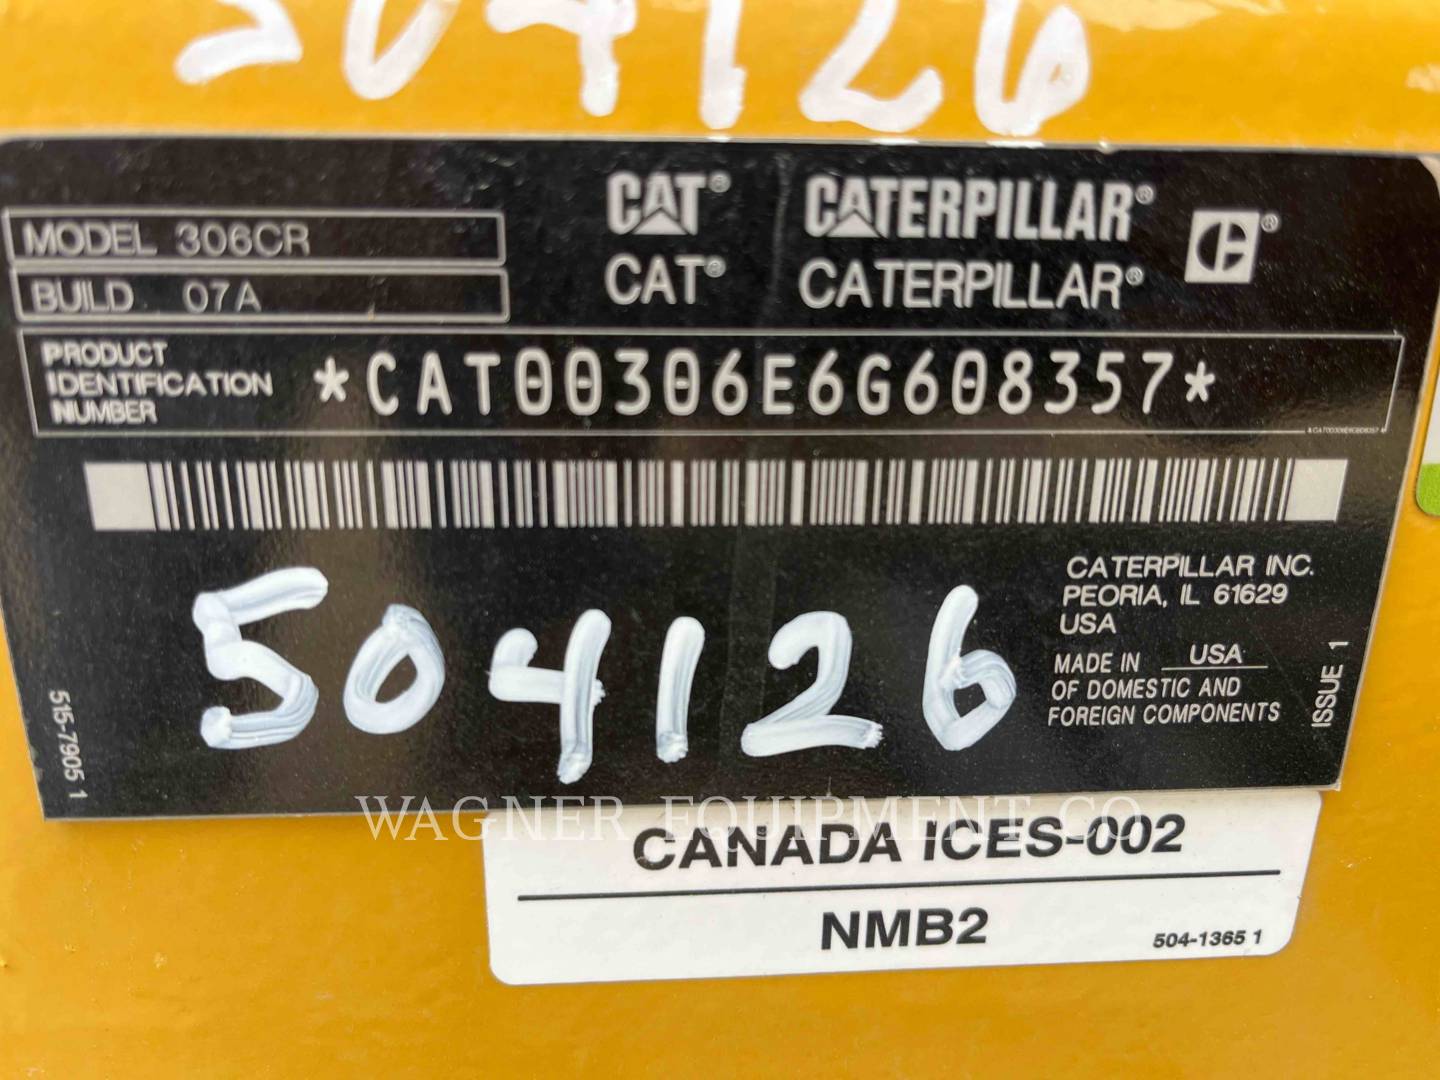 504126
MODEL 306CR
BUILD 07A
CAT® CATERPILLAR®
CAT® CATERPILLAR®
PRODUCT
IDENTIFICATION
NUMBER
*CAT00306E6G608357*
CATERPILLAR INC.
PEORIA, IL 61629
USA
MADE IN USA
OF DOMESTIC AND
FOREIGN COMPONENTS
ISSUE 1
515-7905 1
504126
WAGNER EQUIPMENT CO
CANADA ICES-002
NMB2
504-1365 1